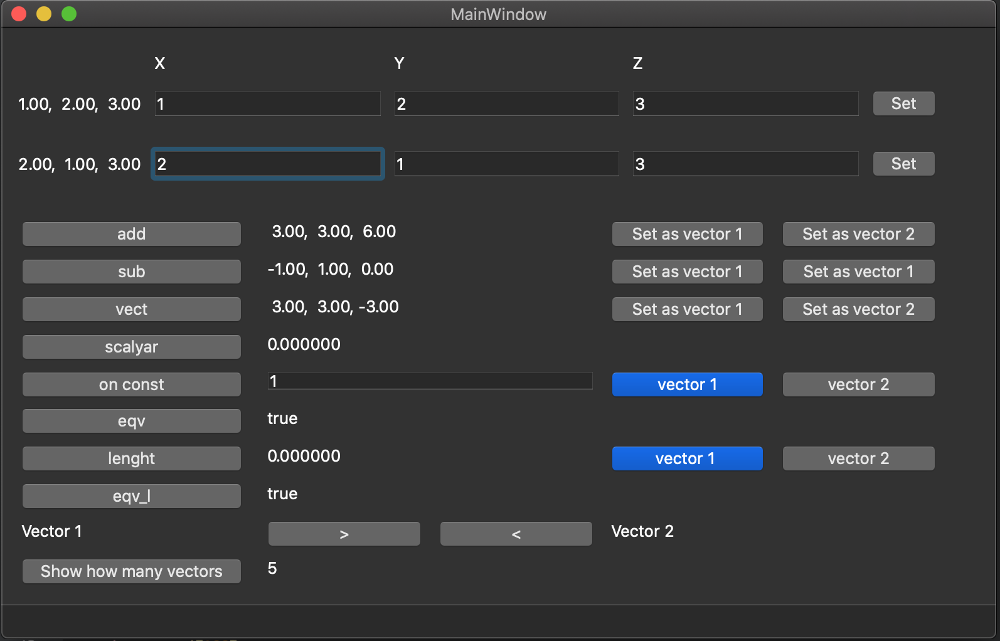 MainWindow
X Y Z
1.00, 2.00, 3.00 1 2 3 Set
2.00, 1.00, 3.00 2 1 3 Set
add 3.00, 3.00, 6.00 Set as vector 1 Set as vector 2
sub -1.00, 1.00, 0.00 Set as vector 1 Set as vector 1
vect 3.00, 3.00, -3.00 Set as vector 1 Set as vector 2
scalyar 0.000000
on const 1 vector 1 vector 2
eqv true
lenght 0.000000 vector 1 vector 2
eqv_l true
Vector 1 > < Vector 2
Show how many vectors 5